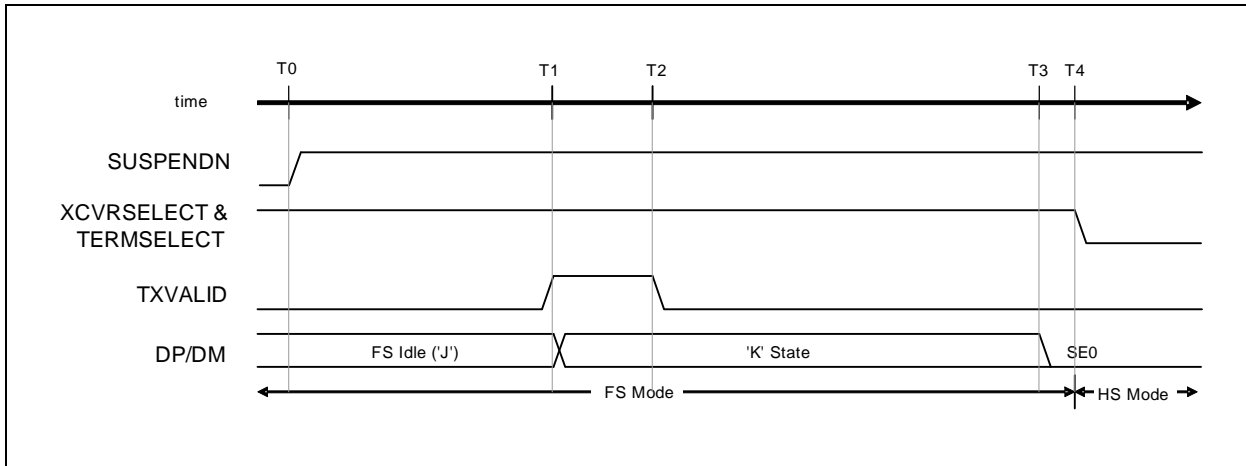 T0 T1 T2 T3 T4
time
SUSPENDN
XCVRSELECT &
TERMSELECT
TXVALID
DP/DM FS Idle ('J') 'K' State SE0
FS Mode HS Mode